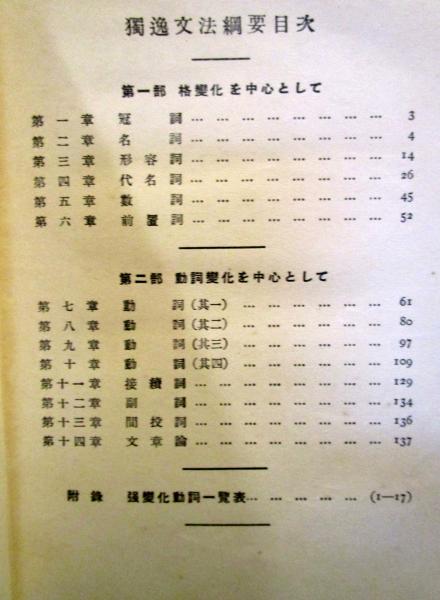 獨逸文法綱要目次
第一部 格變化を中心として
第一章 冠詞 … … … … … … … 3
第二章 名詞 … … … … … … … 4
第三章 形容詞 … … … … … … … 14
第四章 代名詞 … … … … … … … 26
第五章 數詞 … … … … … … … 45
第六章 前置詞 … … … … … … … 52
第二部 動詞變化を中心として
第七章 動詞(其一) … … … … … 61
第八章 動詞(其二) … … … … … 80
第九章 動詞(其三) … … … … … 97
第十章 動詞(其四) … … … … … 109
第十一章 接續詞 … … … … … … … 129
第十二章 副詞 … … … … … … … 134
第十三章 間投詞 … … … … … … … 136
第十四章 文章論 … … … … … … … 137
附錄 强變化動詞一覽表 … … … … … … (1—17)